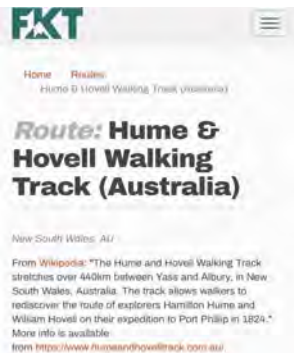 FKT
Home Routes
Hume & Hovell Walking Track (Australia)
Route: Hume &
Hovell Walking
Track (Australia)
New South Wales, AU
From Wikipedia: "The Hume and Hovell Walking Track
stretches over 440km between Yass and Albury, in New
South Wales, Australia. The track allows walkers to
rediscover the route of explorers Hamilton Hume and
William Hovell on their expedition to Port Phillip in 1824."
More info is available
from https://www.humeandhovelltrack.com.au/